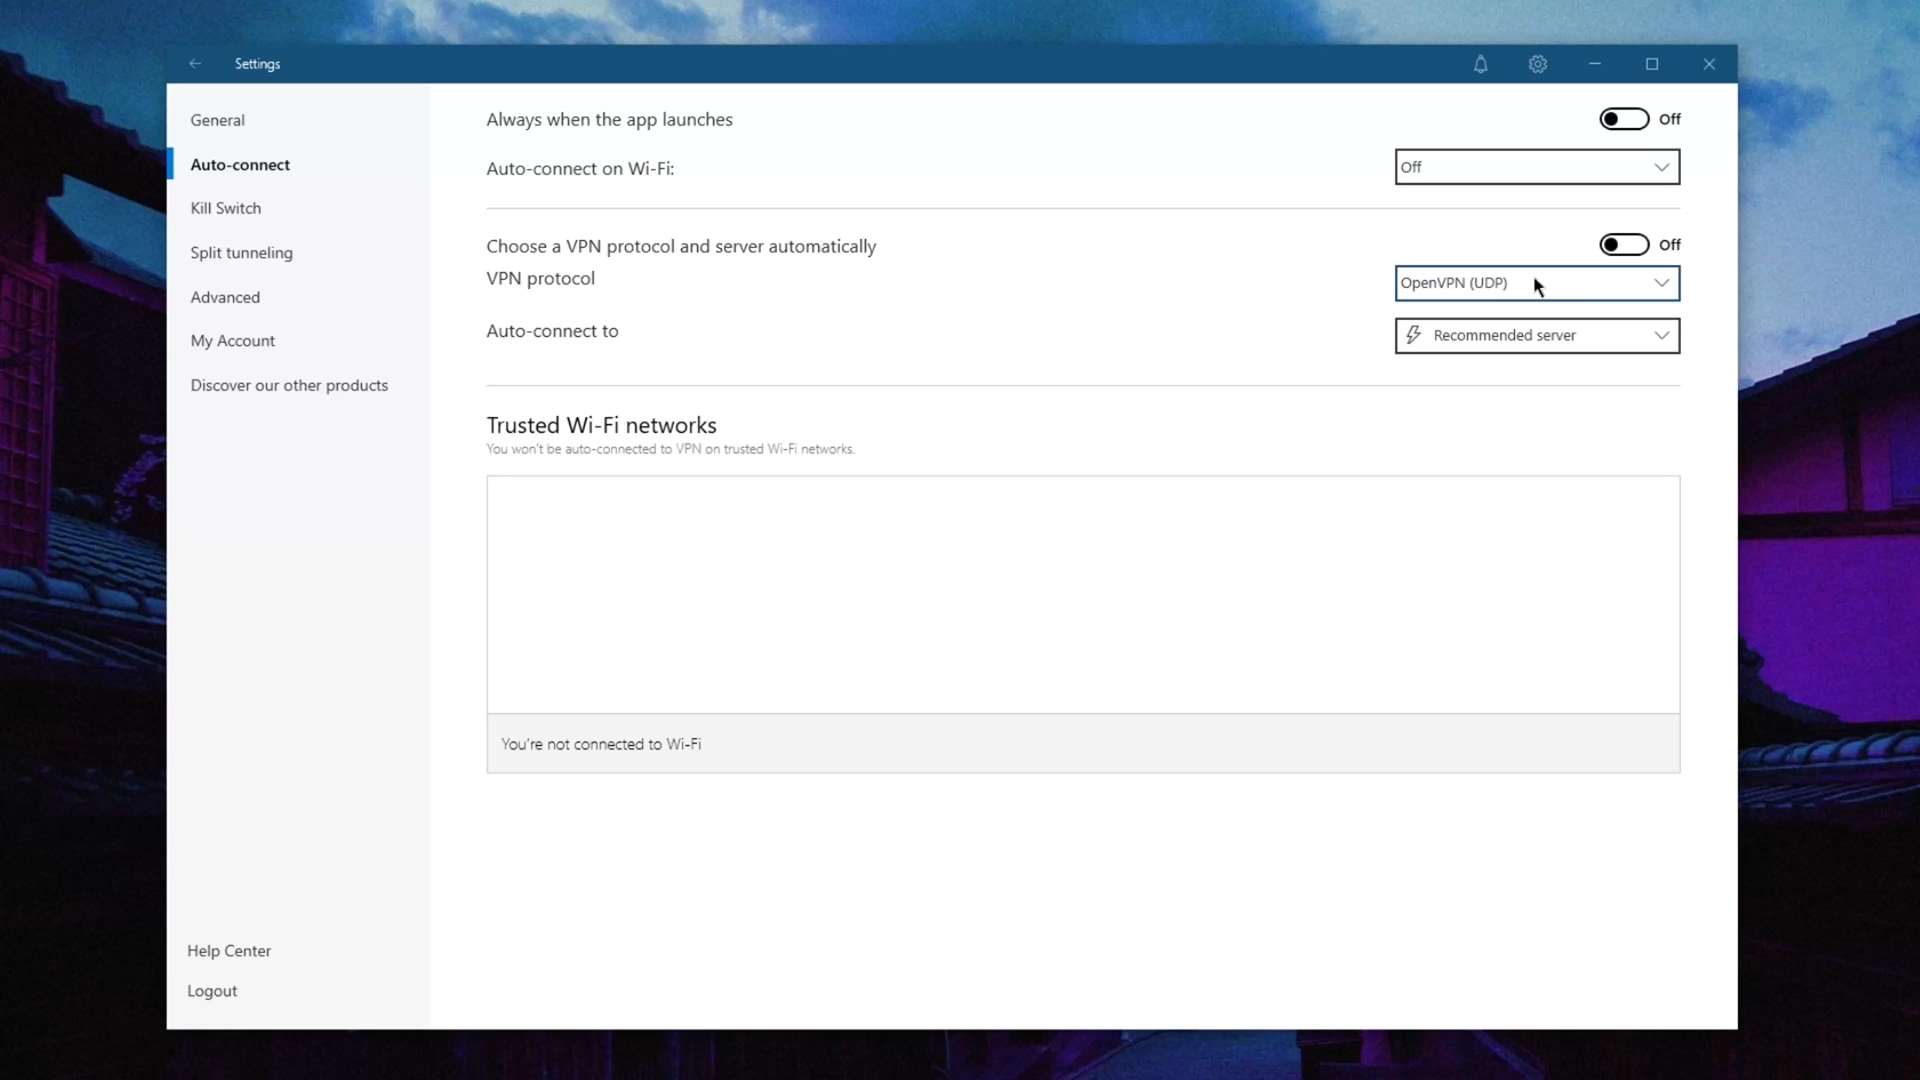 Settings
General
Auto-connect
Kill Switch
Split tunneling
Advanced
My Account
Discover our other products
Help Center
Logout
Always when the app launches
Off
Auto-connect on Wi-Fi:
Off
Choose a VPN protocol and server automatically
Off
VPN protocol
OpenVPN (UDP)
Auto-connect to
Recommended server
Trusted Wi-Fi networks
You won't be auto-connected to VPN on trusted Wi-Fi networks.
You're not connected to Wi-Fi